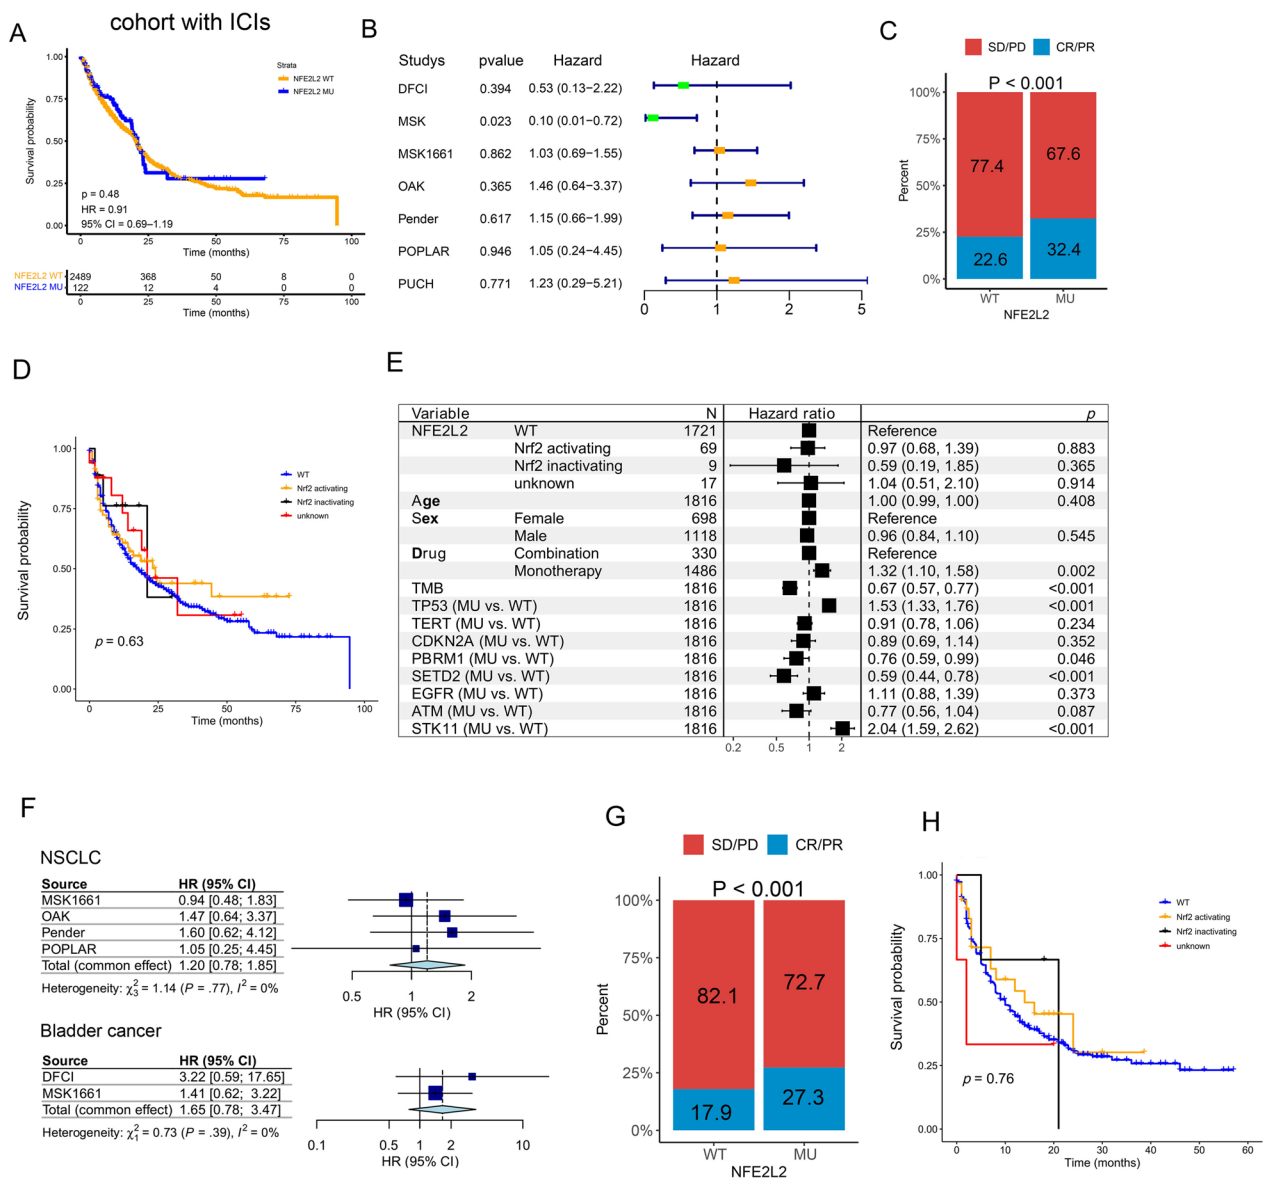 cohort with ICIs
A
1.00
0.75
0.50
0.25
0.00
Survival probability
Strata
NFE2L2 WT
NFE2L2 MU
p = 0.48
HR = 0.91
95% CI = 0.69–1.19
0 25 50 75 100
Time (months)
NFE2L2 WT 2489 368 50 8 0
NFE2L2 MU 122 12 4 0 0
0 25 50 75 100
Time (months)
B
Studys pvalue Hazard Hazard
DFCI 0.394 0.53 (0.13–2.22)
MSK 0.023 0.10 (0.01–0.72)
MSK1661 0.862 1.03 (0.69–1.55)
OAK 0.365 1.46 (0.64–3.37)
Pender 0.617 1.15 (0.66–1.99)
POPLAR 0.946 1.05 (0.24–4.45)
PUCH 0.771 1.23 (0.29–5.21)
0 1 2 5
C
SD/PD CR/PR
P < 0.001
100%
75%
50%
25%
0%
Percent
77.4 67.6
22.6 32.4
WT MU
NFE2L2
D
1.00
0.75
0.50
0.25
0.00
Survival probability
WT
Nrf2 activating
Nrf2 inactivating
unknown
p = 0.63
0 25 50 75 100
Time (months)
E
Variable N Hazard ratio p
NFE2L2 WT 1721 Reference
Nrf2 activating 69 0.97 (0.68, 1.39) 0.883
Nrf2 inactivating 9 0.59 (0.19, 1.85) 0.365
unknown 17 1.04 (0.51, 2.10) 0.914
Age 1816 1.00 (0.99, 1.00) 0.408
Sex Female 698 Reference
Male 1118 0.96 (0.84, 1.10) 0.545
Drug Combination 330 Reference
Monotherapy 1486 1.32 (1.10, 1.58) 0.002
TMB 1816 0.67 (0.57, 0.77) <0.001
TP53 (MU vs. WT) 1816 1.53 (1.33, 1.76) <0.001
TERT (MU vs. WT) 1816 0.91 (0.78, 1.06) 0.234
CDKN2A (MU vs. WT) 1816 0.89 (0.69, 1.14) 0.352
PBRM1 (MU vs. WT) 1816 0.76 (0.59, 0.99) 0.046
SETD2 (MU vs. WT) 1816 0.59 (0.44, 0.78) <0.001
EGFR (MU vs. WT) 1816 1.11 (0.88, 1.39) 0.373
ATM (MU vs. WT) 1816 0.77 (0.56, 1.04) 0.087
STK11 (MU vs. WT) 1816 2.04 (1.59, 2.62) <0.001
0.2 0.5 1 2
F
NSCLC
Source HR (95% CI)
MSK1661 0.94 [0.48; 1.83]
OAK 1.47 [0.64; 3.37]
Pender 1.60 [0.62; 4.12]
POPLAR 1.05 [0.25; 4.45]
Total (common effect) 1.20 [0.78; 1.85]
Heterogeneity: χ²₃ = 1.14 (P = .77), I² = 0%
0.5 1 2
HR (95% CI)
Bladder cancer
Source HR (95% CI)
DFCI 3.22 [0.59; 17.65]
MSK1661 1.41 [0.62; 3.22]
Total (common effect) 1.65 [0.78; 3.47]
Heterogeneity: χ²₁ = 0.73 (P = .39), I² = 0%
0.1 0.5 1 2 10
HR (95% CI)
G
SD/PD CR/PR
P < 0.001
100%
75%
50%
25%
0%
Percent
82.1 72.7
17.9 27.3
WT MU
NFE2L2
H
1.00
0.75
0.50
0.25
0.00
Survival probability
WT
Nrf2 activating
Nrf2 inactivating
unknown
p = 0.76
0 10 20 30 40 50 60
Time (months)